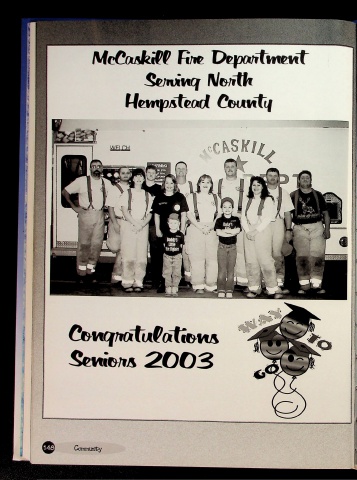 McCaskill Fire Department
Serving North
Hempstead County
WELCH
McCASKILL
Congratulations
Seniors 2003
WAY
TO
GO
148
Community